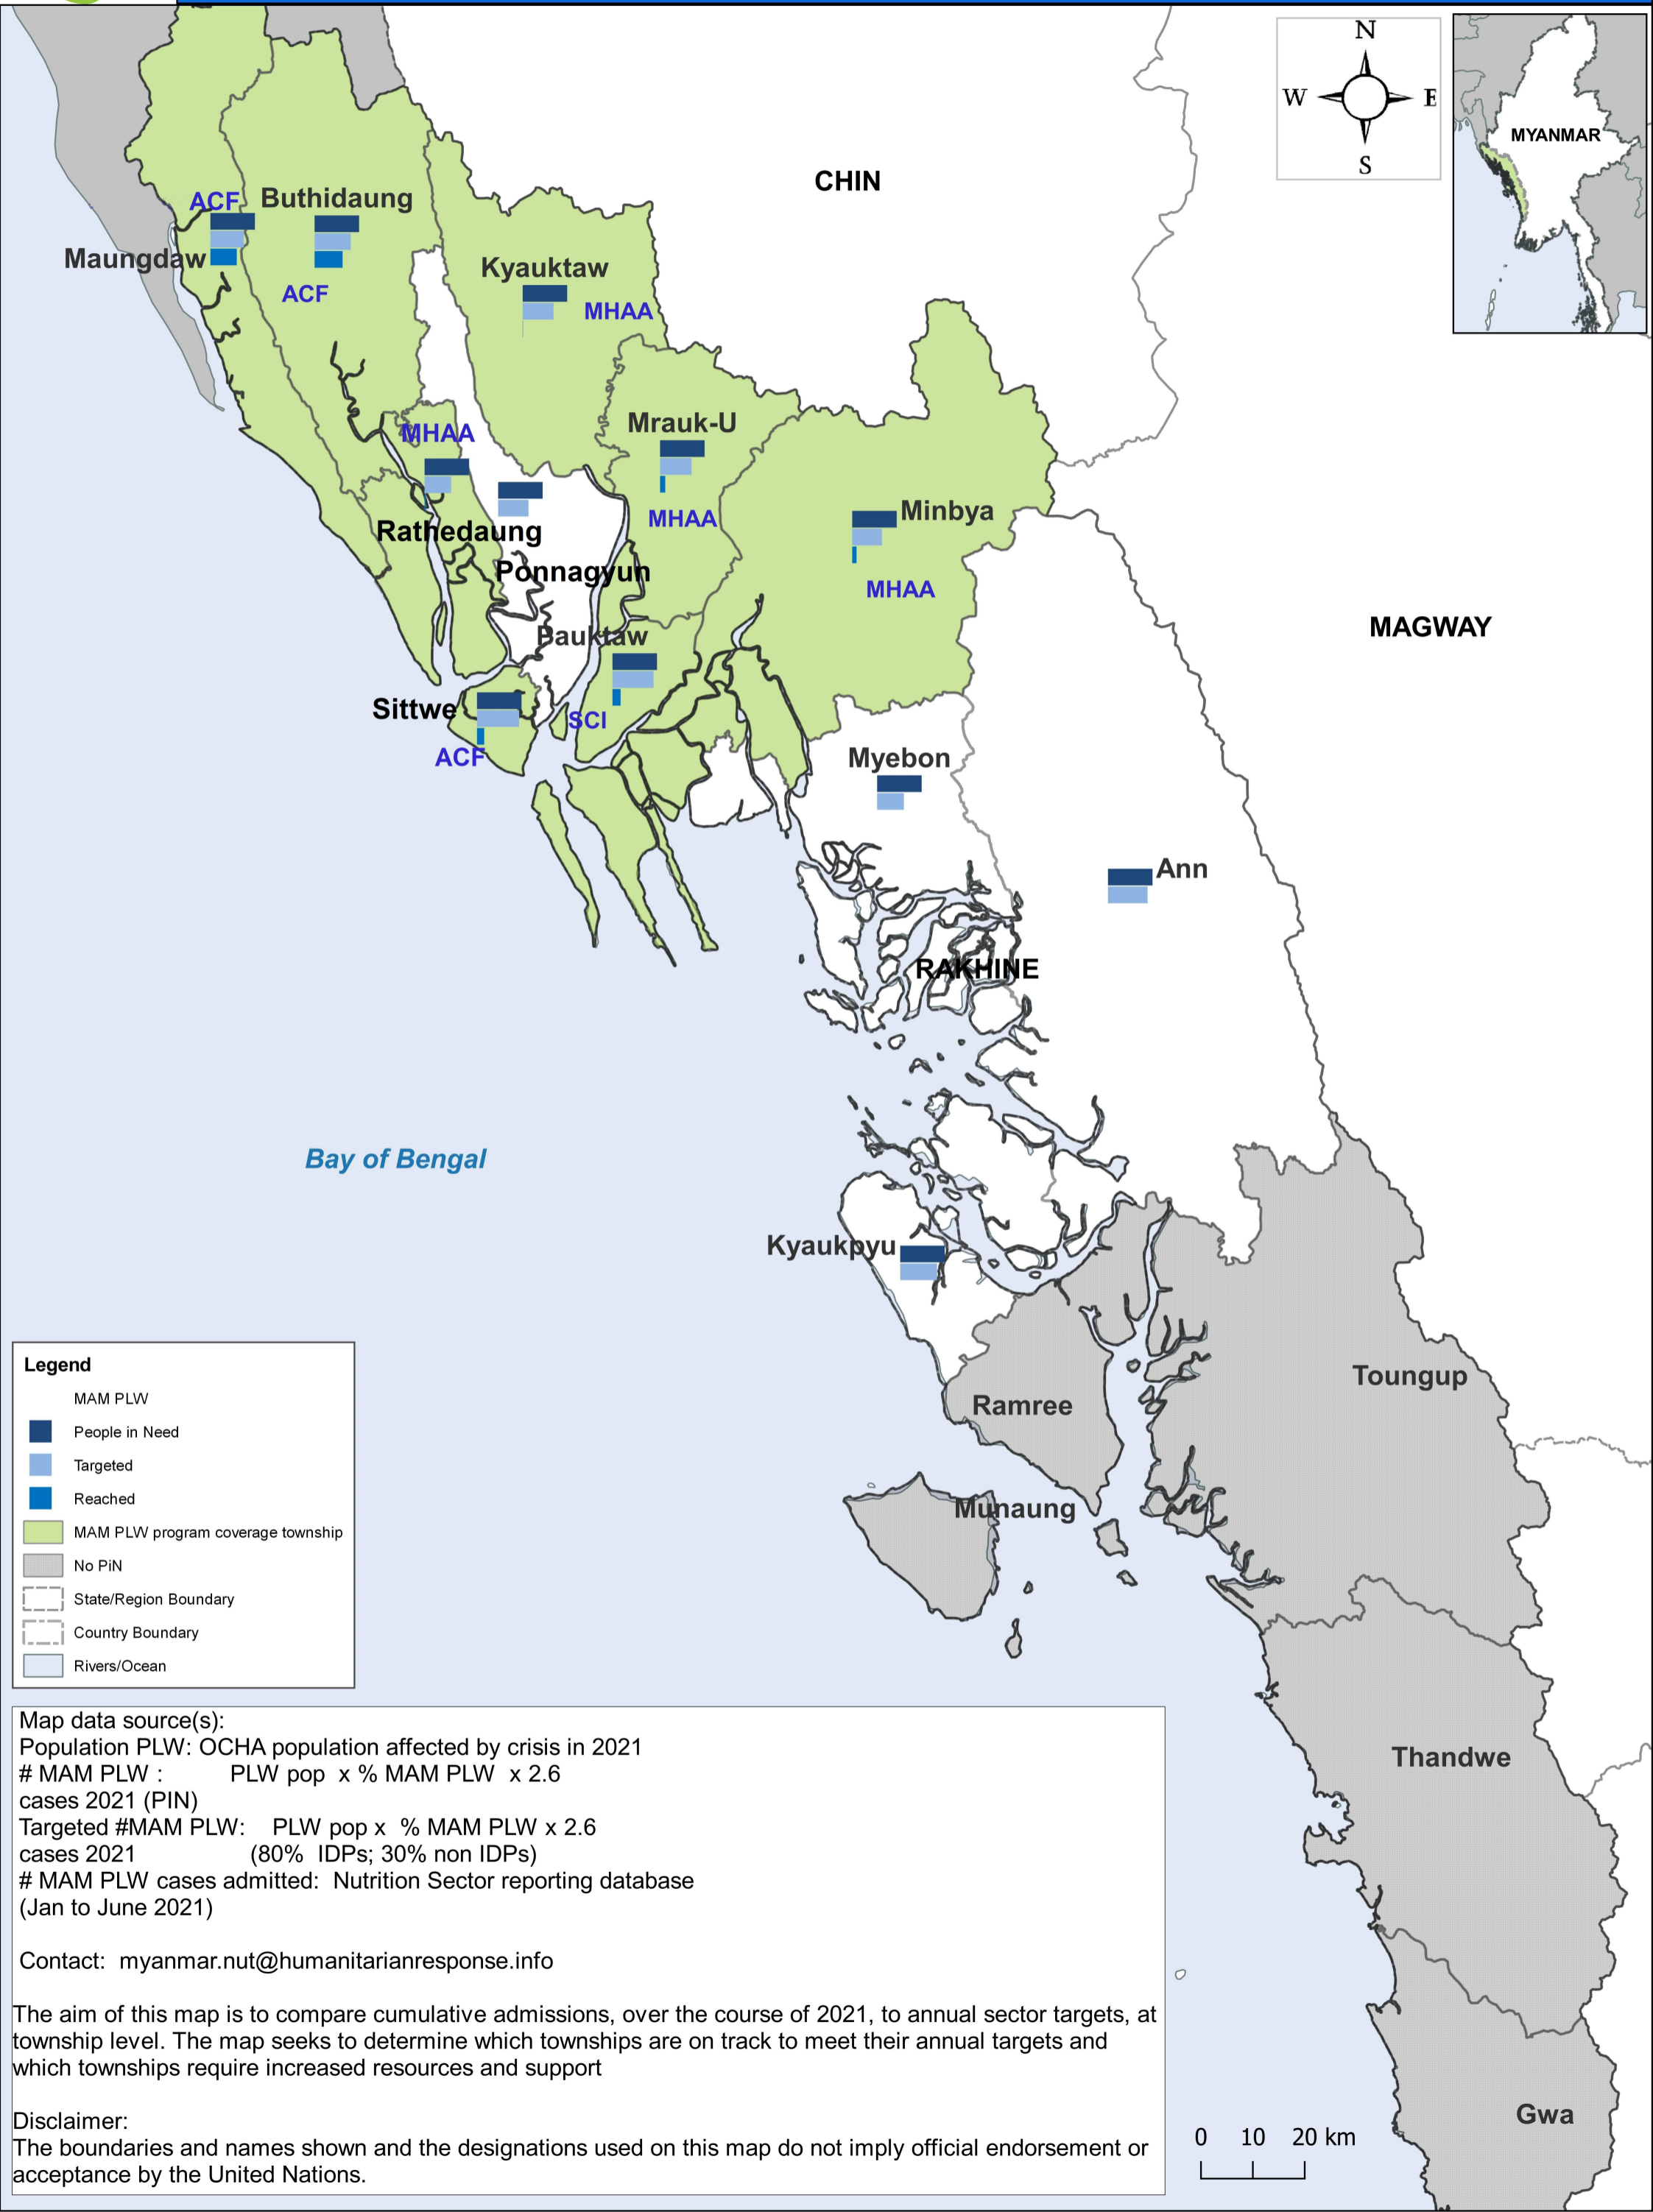 N
W E
S
MYANMAR
CHIN
ACF
Buthidaung
Maungdaw
ACF
Kyauktaw
MHAA
Mrauk-U
MHAA
MHAA
Minbya
MHAA
Rathedaung
Ponnagyun
Pauktaw
MAGWAY
Sittwe
SCI
ACF
Myebon
Ann
RAKHINE
Bay of Bengal
Kyaukpyu
Toungup
Ramree
Munaung
Thandwe
Gwa
Legend
MAM PLW
People in Need
Targeted
Reached
MAM PLW program coverage township
No PiN
State/Region Boundary
Country Boundary
Rivers/Ocean
Map data source(s):
Population PLW: OCHA population affected by crisis in 2021
# MAM PLW : PLW pop x % MAM PLW x 2.6
cases 2021 (PIN)
Targeted #MAM PLW: PLW pop x % MAM PLW x 2.6
cases 2021 (80% IDPs; 30% non IDPs)
# MAM PLW cases admitted: Nutrition Sector reporting database
(Jan to June 2021)
Contact: myanmar.nut@humanitarianresponse.info
The aim of this map is to compare cumulative admissions, over the course of 2021, to annual sector targets, at
township level. The map seeks to determine which townships are on track to meet their annual targets and
which townships require increased resources and support
Disclaimer:
The boundaries and names shown and the designations used on this map do not imply official endorsement or
acceptance by the United Nations.
0 10 20 km